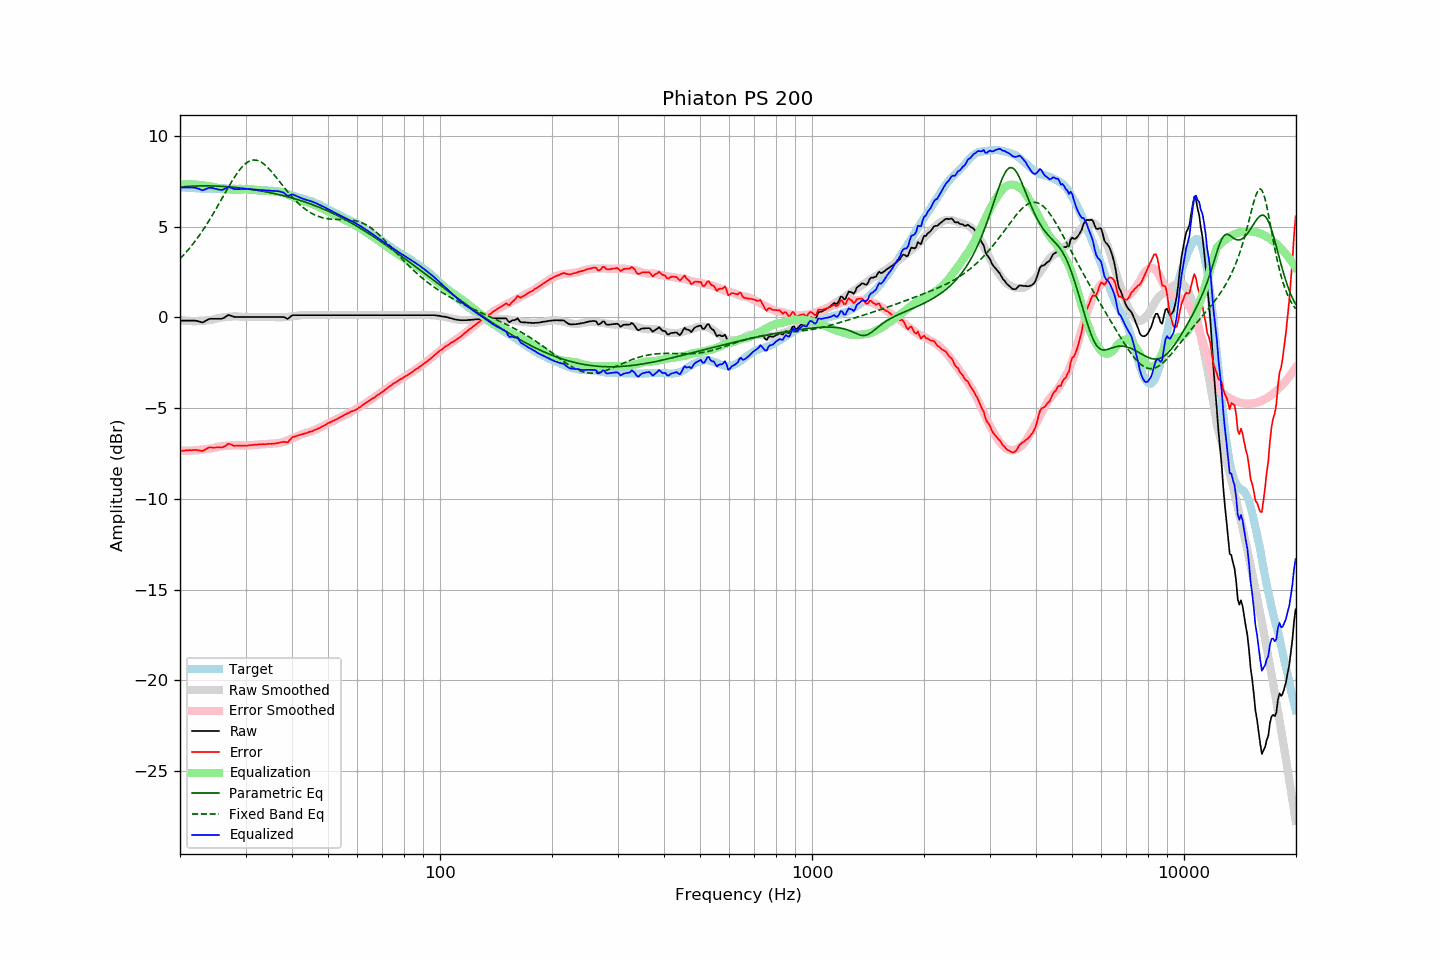 Phiaton PS 200
10
5
0
−5
−10
−15
−20
−25
Amplitude (dBr)
Target
Raw Smoothed
Error Smoothed
Raw
Error
Equalization
Parametric Eq
Fixed Band Eq
Equalized
100
1000
10000
Frequency (Hz)